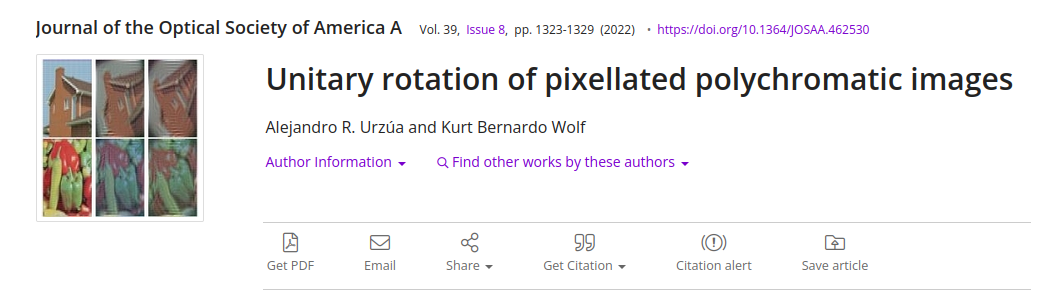 Journal of the Optical Society of America A Vol. 39, Issue 8, pp. 1323-1329 (2022) • https://doi.org/10.1364/JOSAA.462530
Unitary rotation of pixellated polychromatic images
Alejandro R. Urzúa and Kurt Bernardo Wolf
Author Information Find other works by these authors
Get PDF Email Share Get Citation Citation alert Save article